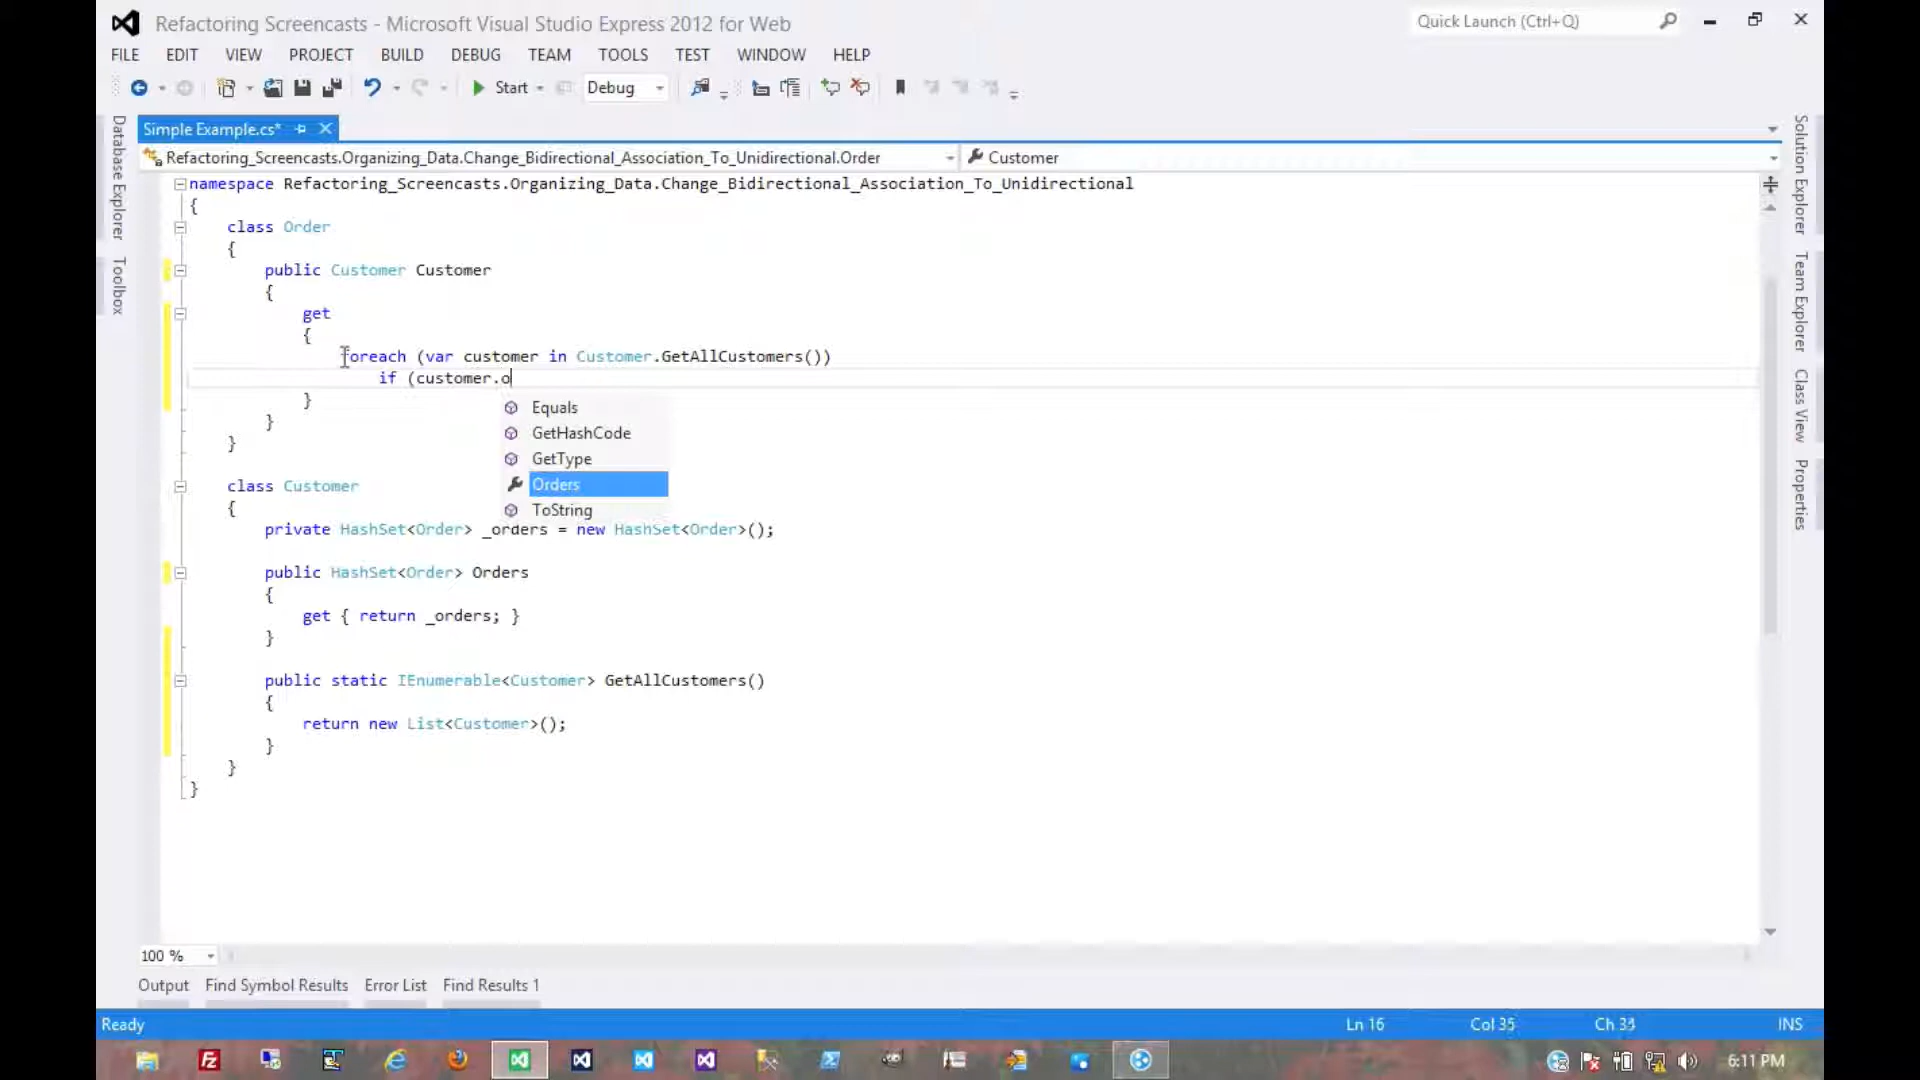 Refactoring Screencasts - Microsoft Visual Studio Express 2012 for Web
Quick Launch (Ctrl+Q)
FILE EDIT VIEW PROJECT BUILD DEBUG TEAM TOOLS TEST WINDOW HELP
Start Debug
Simple Example.cs*
Refactoring_Screencasts.Organizing_Data.Change_Bidirectional_Association_To_Unidirectional.Order
Customer
Database Explorer
Toolbox
namespace Refactoring_Screencasts.Organizing_Data.Change_Bidirectional_Association_To_Unidirectional
{
class Order
{
public Customer Customer
{
get
{
foreach (var customer in Customer.GetAllCustomers())
if (customer.o
}
}
}
Equals
GetHashCode
GetType
Orders
ToString
class Customer
{
private HashSet<Order> _orders = new HashSet<Order>();
public HashSet<Order> Orders
{
get { return _orders; }
}
public static IEnumerable<Customer> GetAllCustomers()
{
return new List<Customer>();
}
}
}
Solution Explorer
Team Explorer
Class View
Properties
100 %
Output Find Symbol Results Error List Find Results 1
Ready Ln 16 Col 35 Ch 33 INS
6:11 PM